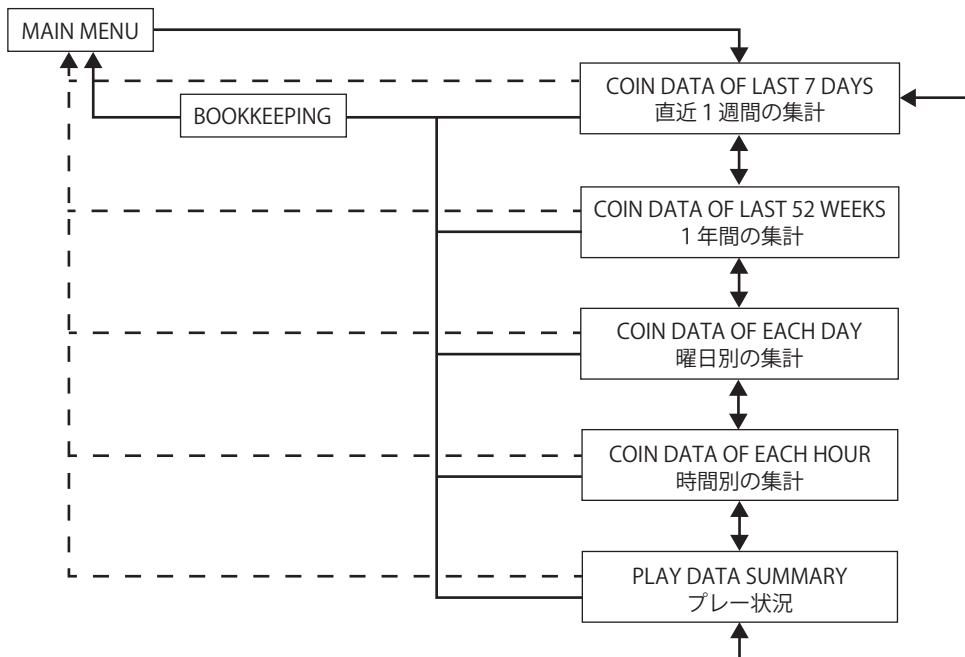 MAIN MENU
BOOKKEEPING
COIN DATA OF LAST 7 DAYS
直近 1 週間の集計
COIN DATA OF LAST 52 WEEKS
1 年間の集計
COIN DATA OF EACH DAY
曜日別の集計
COIN DATA OF EACH HOUR
時間別の集計
PLAY DATA SUMMARY
プレー状況